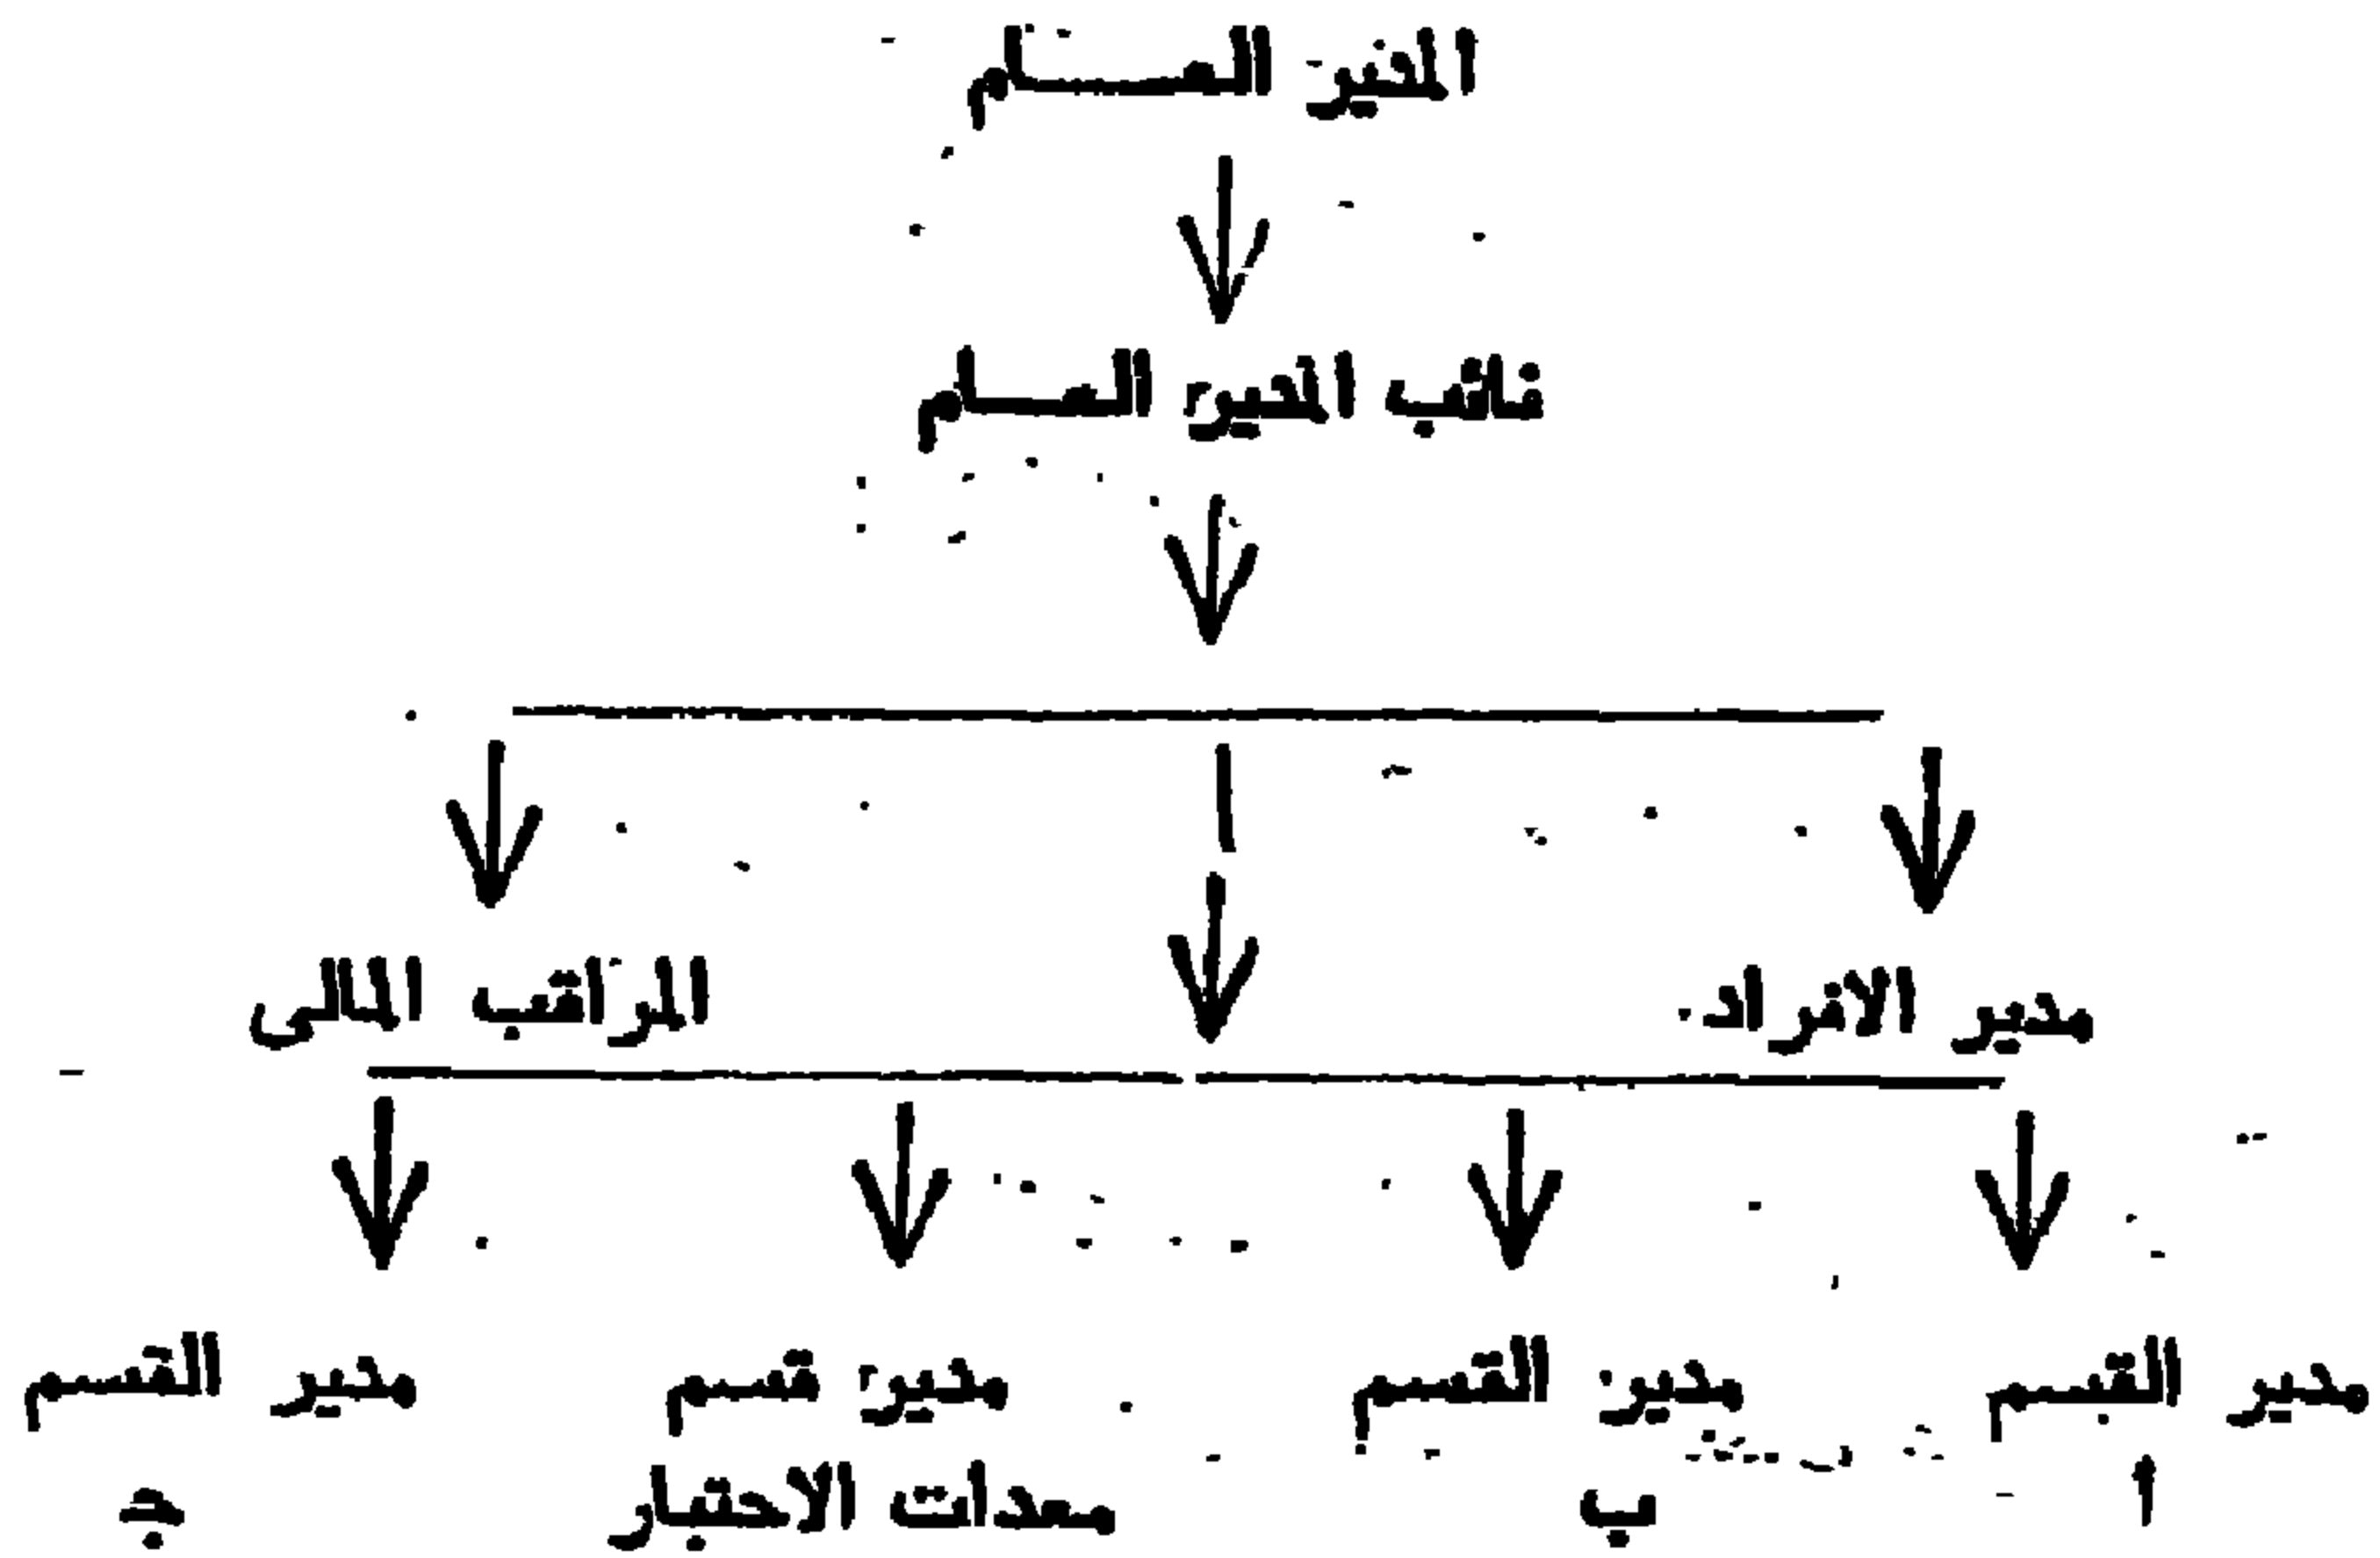 المدير العام
نائب المدير العام
مدير الافراد
المراقب المالى
مدير القسم
أ
مدير القسم
ب
مدير قسم
معدات الاختبار
مدير القسم
ج